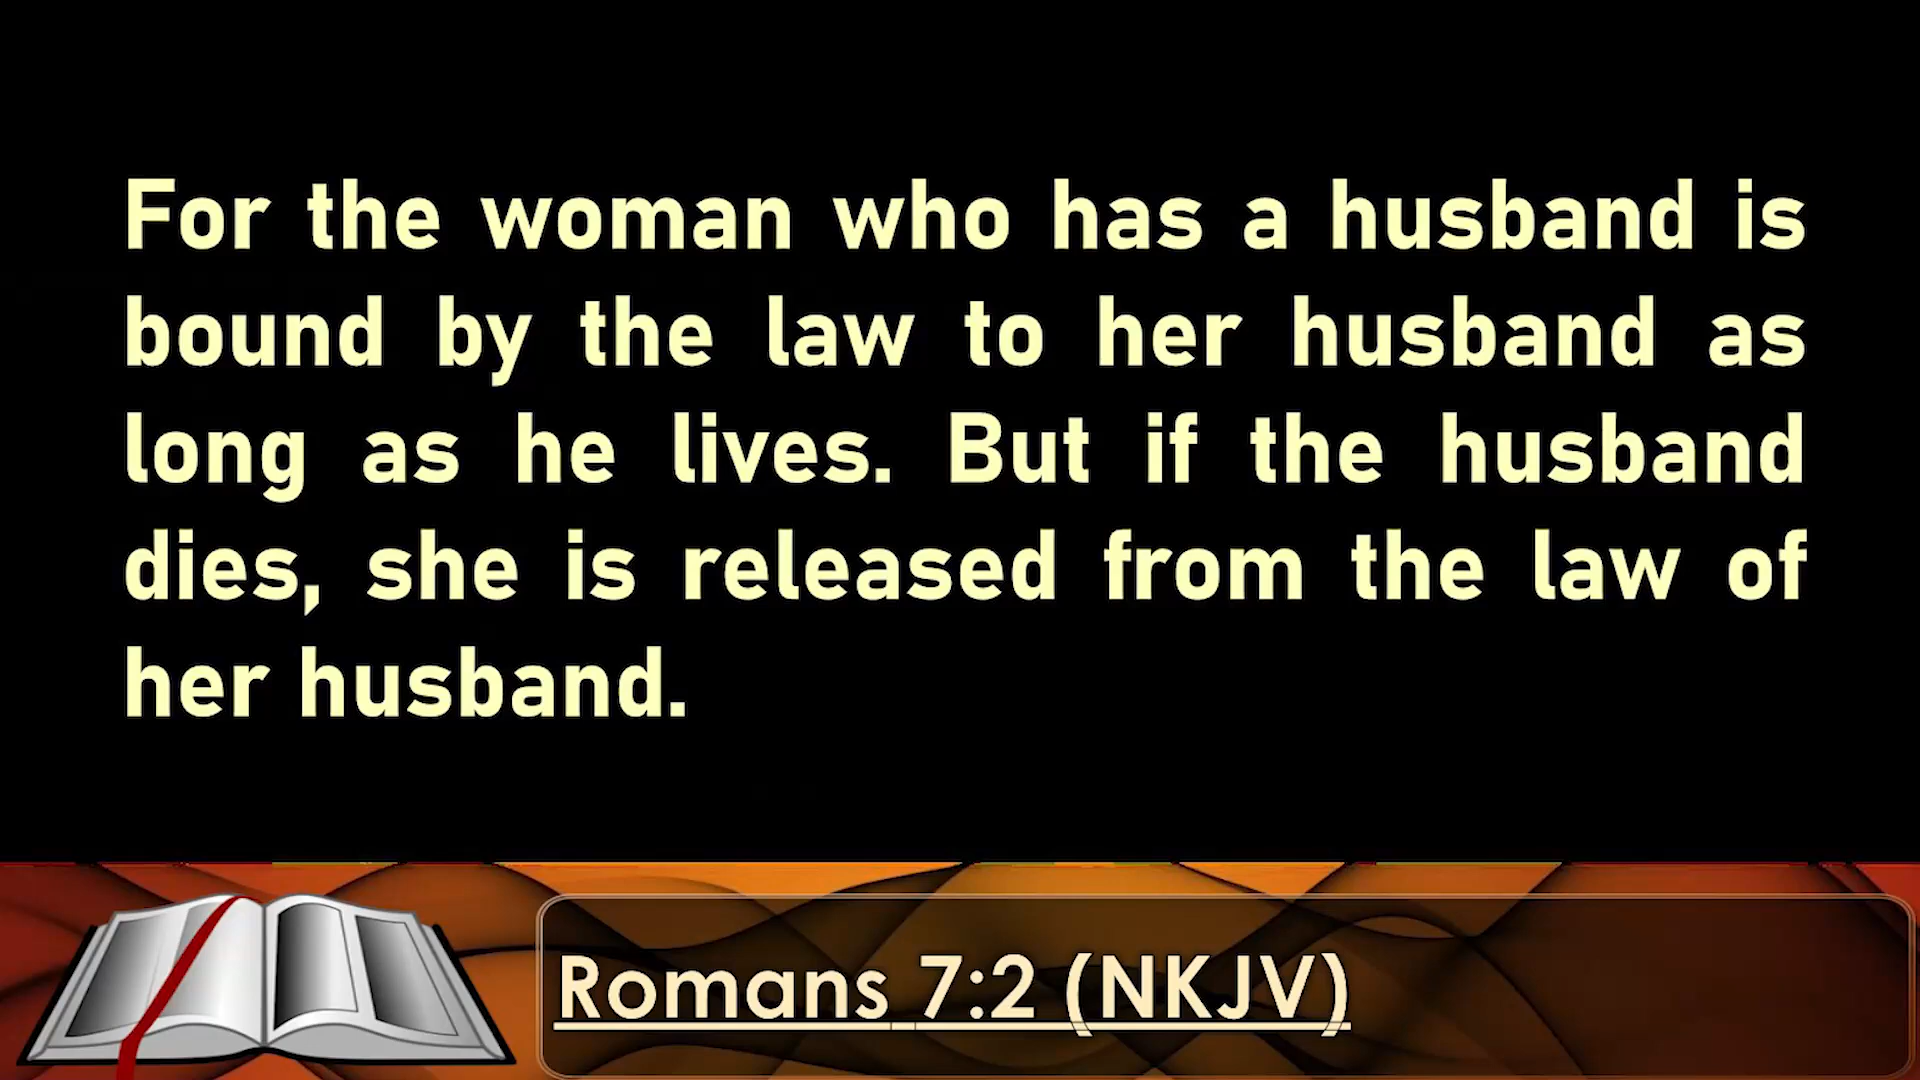 For the woman who has a husband is
bound by the law to her husband as
long as he lives. But if the husband
dies, she is released from the law of
her husband.
Romans 7:2 (NKJV)